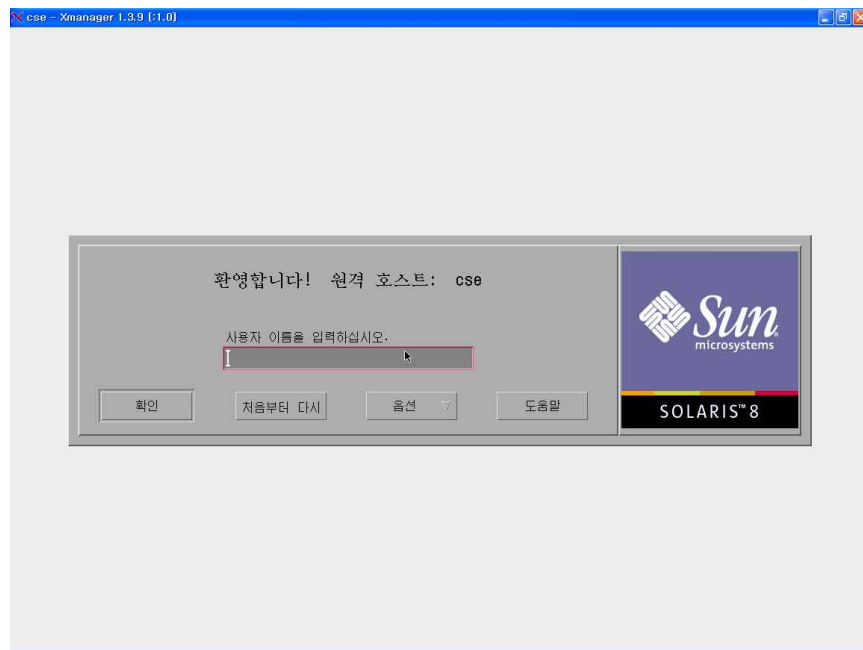 cse - Xmanager 1.3.9 [:1.0]
환영합니다! 원격 호스트: cse
사용자 이름을 입력하십시오.
확인
처음부터 다시
옵션
도움말
Sun
microsystems
SOLARIS™ 8